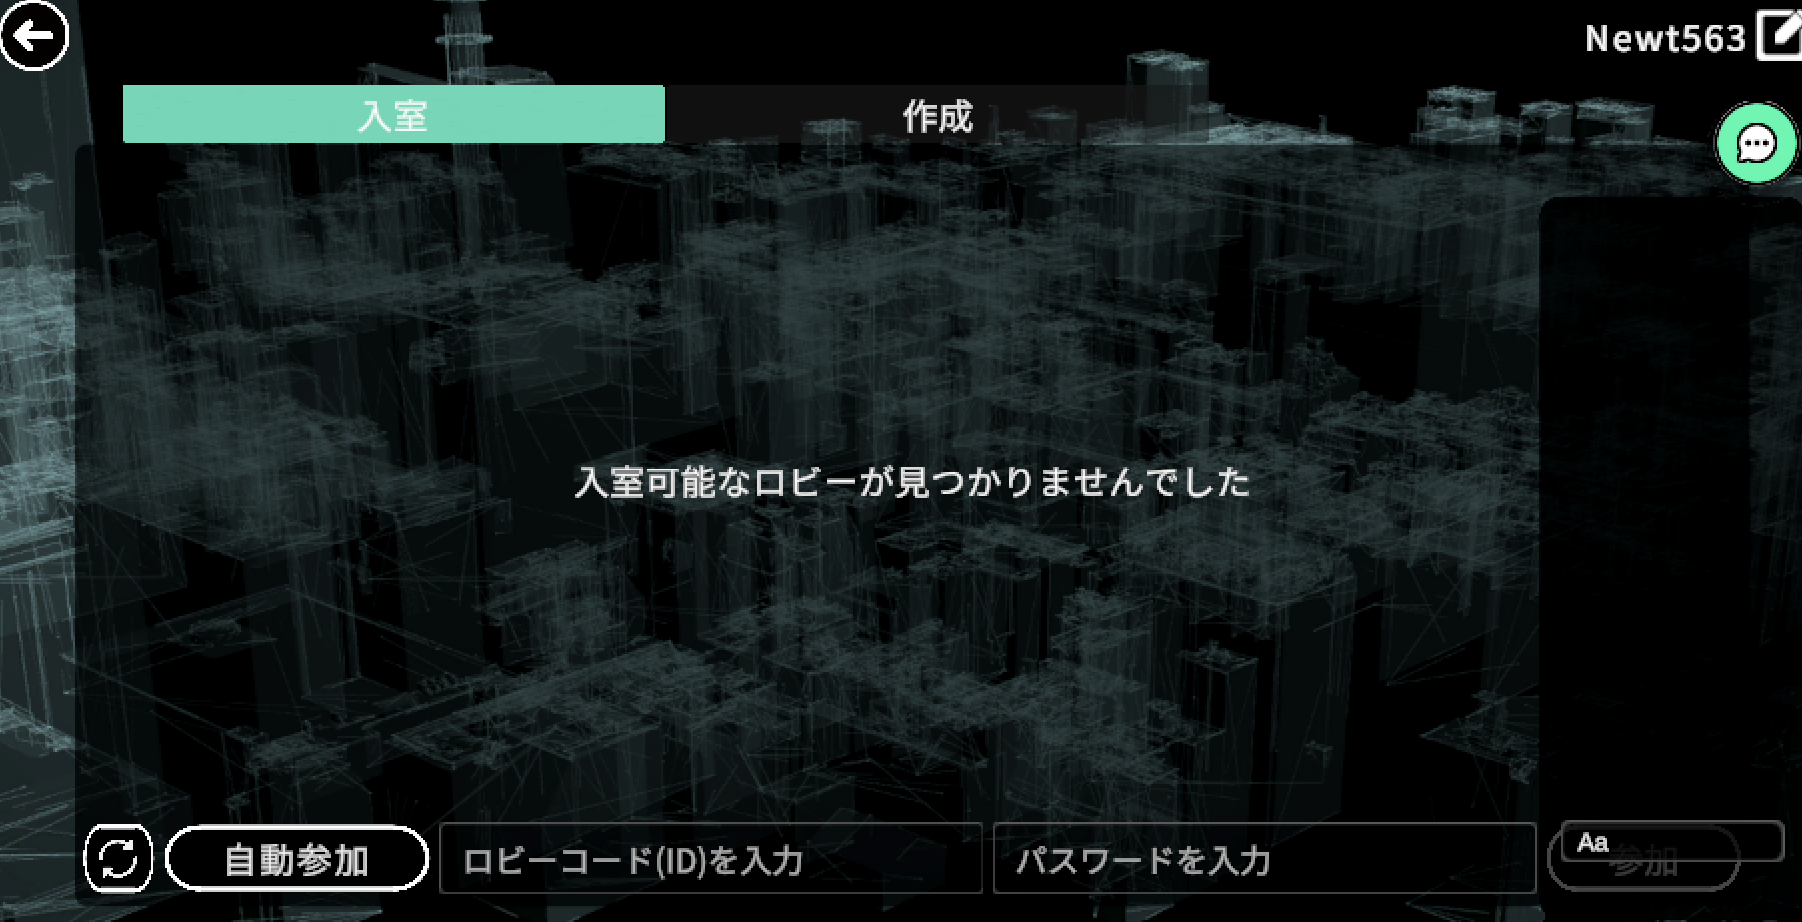 Newt563
入室
作成
入室可能なロビーが見つかりませんでした
自動参加
ロビーコード(ID)を入力
パスワードを入力
Aa
参加